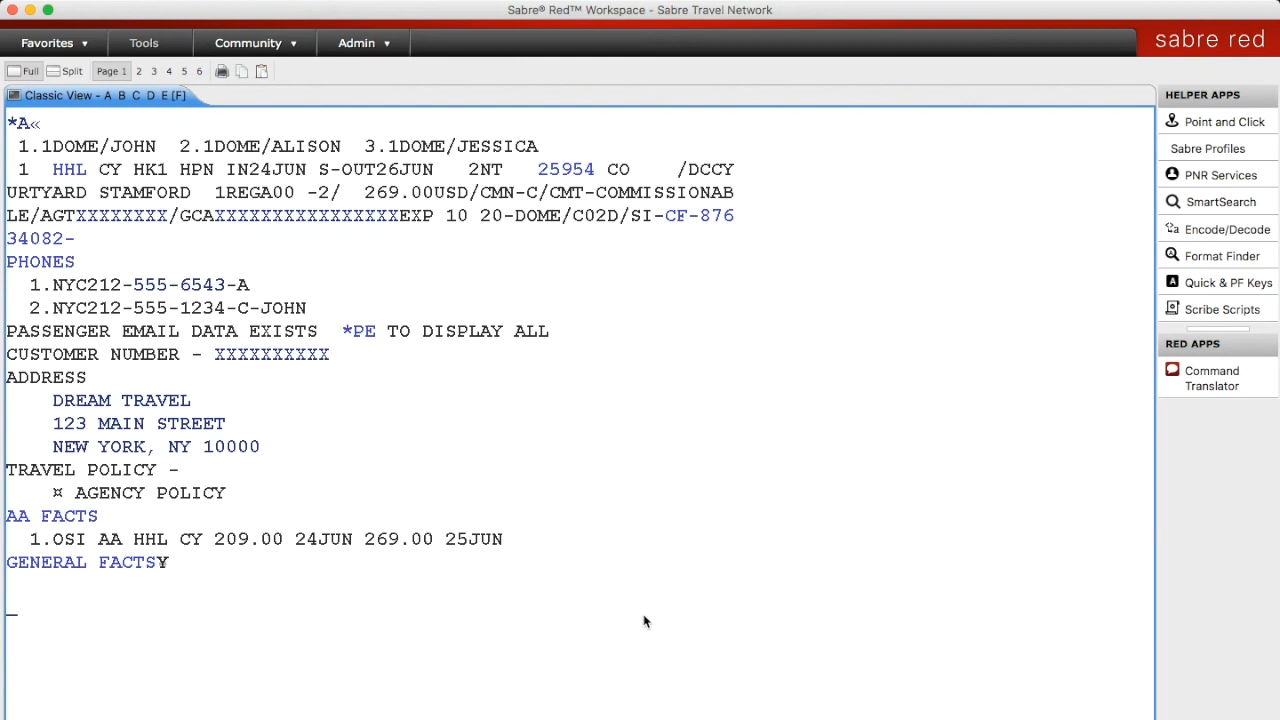 Sabre® Red™ Workspace - Sabre Travel Network
Favorites Tools Community Admin
sabre red
Full Split Page 1 2 3 4 5 6
Classic View - A B C D E [F]
*A«
1.1DOME/JOHN 2.1DOME/ALISON 3.1DOME/JESSICA
1 HHL CY HK1 HPN IN24JUN S-OUT26JUN 2NT 25954 CO /DCCY
URTYARD STAMFORD 1REGA00 -2/ 269.00USD/CMN-C/CMT-COMMISSIONAB
LE/AGTXXXXXXXX/GCAXXXXXXXXXXXXXXXXEXP 10 20-DOME/C02D/SI-CF-876
34082-
PHONES
1.NYC212-555-6543-A
2.NYC212-555-1234-C-JOHN
PASSENGER EMAIL DATA EXISTS *PE TO DISPLAY ALL
CUSTOMER NUMBER - XXXXXXXXXX
ADDRESS
DREAM TRAVEL
123 MAIN STREET
NEW YORK, NY 10000
TRAVEL POLICY -
¤ AGENCY POLICY
AA FACTS
1.OSI AA HHL CY 209.00 24JUN 269.00 25JUN
GENERAL FACTSY
HELPER APPS
Point and Click
Sabre Profiles
PNR Services
SmartSearch
Encode/Decode
Format Finder
Quick & PF Keys
Scribe Scripts
RED APPS
Command
Translator